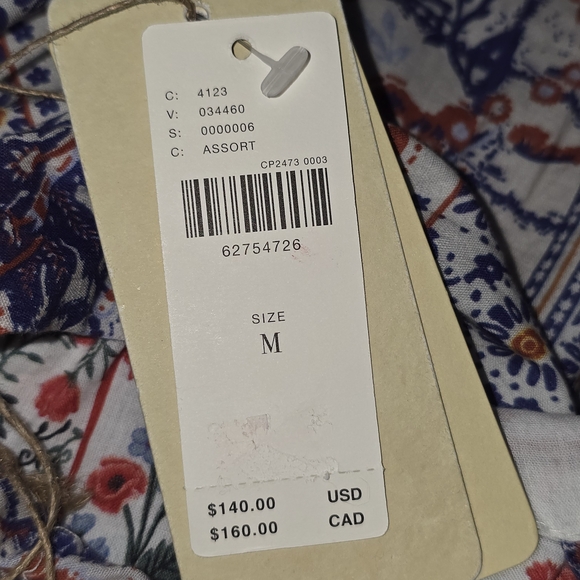 C: 4123
V: 034460
S: 0000006
C: ASSORT
CP2473 0003
62754726
SIZE
M
$140.00 USD
$160.00 CAD